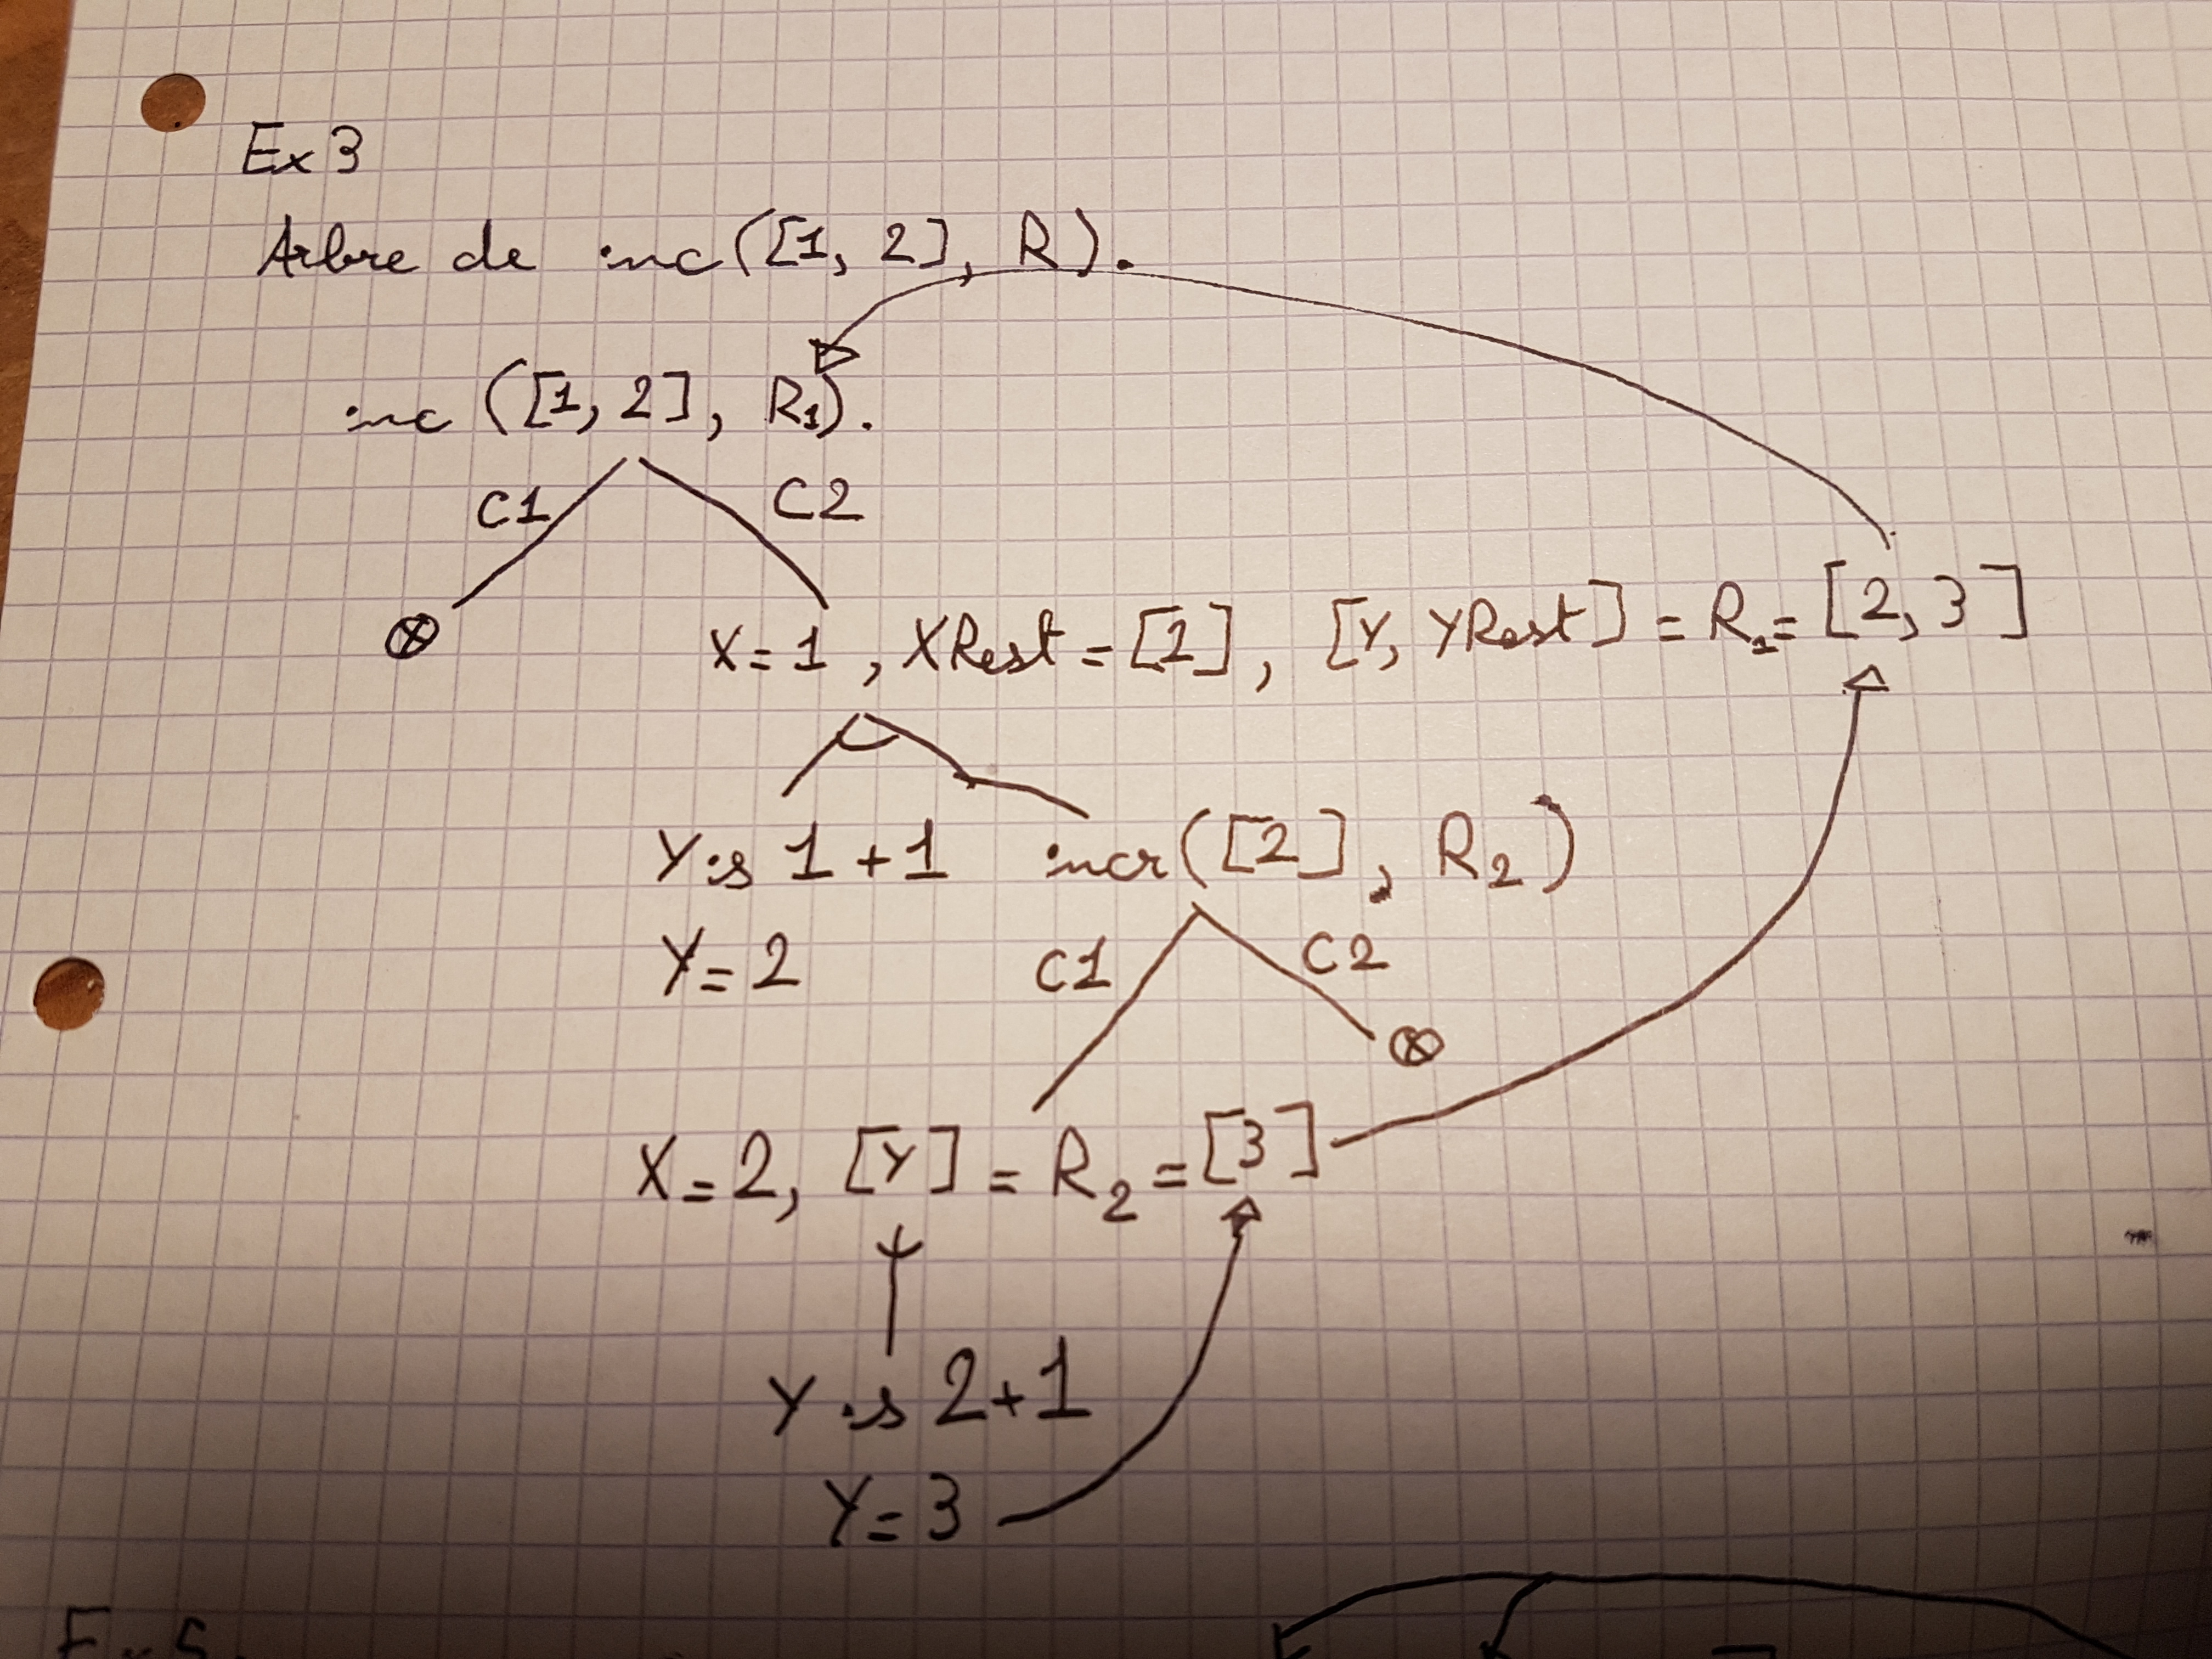 Ex 3
Arbre de inc([1, 2], R).
inc ([1, 2], R1).
C1 C2
X=1, XRest=[2], [Y, YRest] = R1= [2,3]
Y is 1+1 incr([2], R2)
Y=2 C1 C2
X=2, [Y] = R2 = [3]
Y is 2+1
Y=3
Ex 5